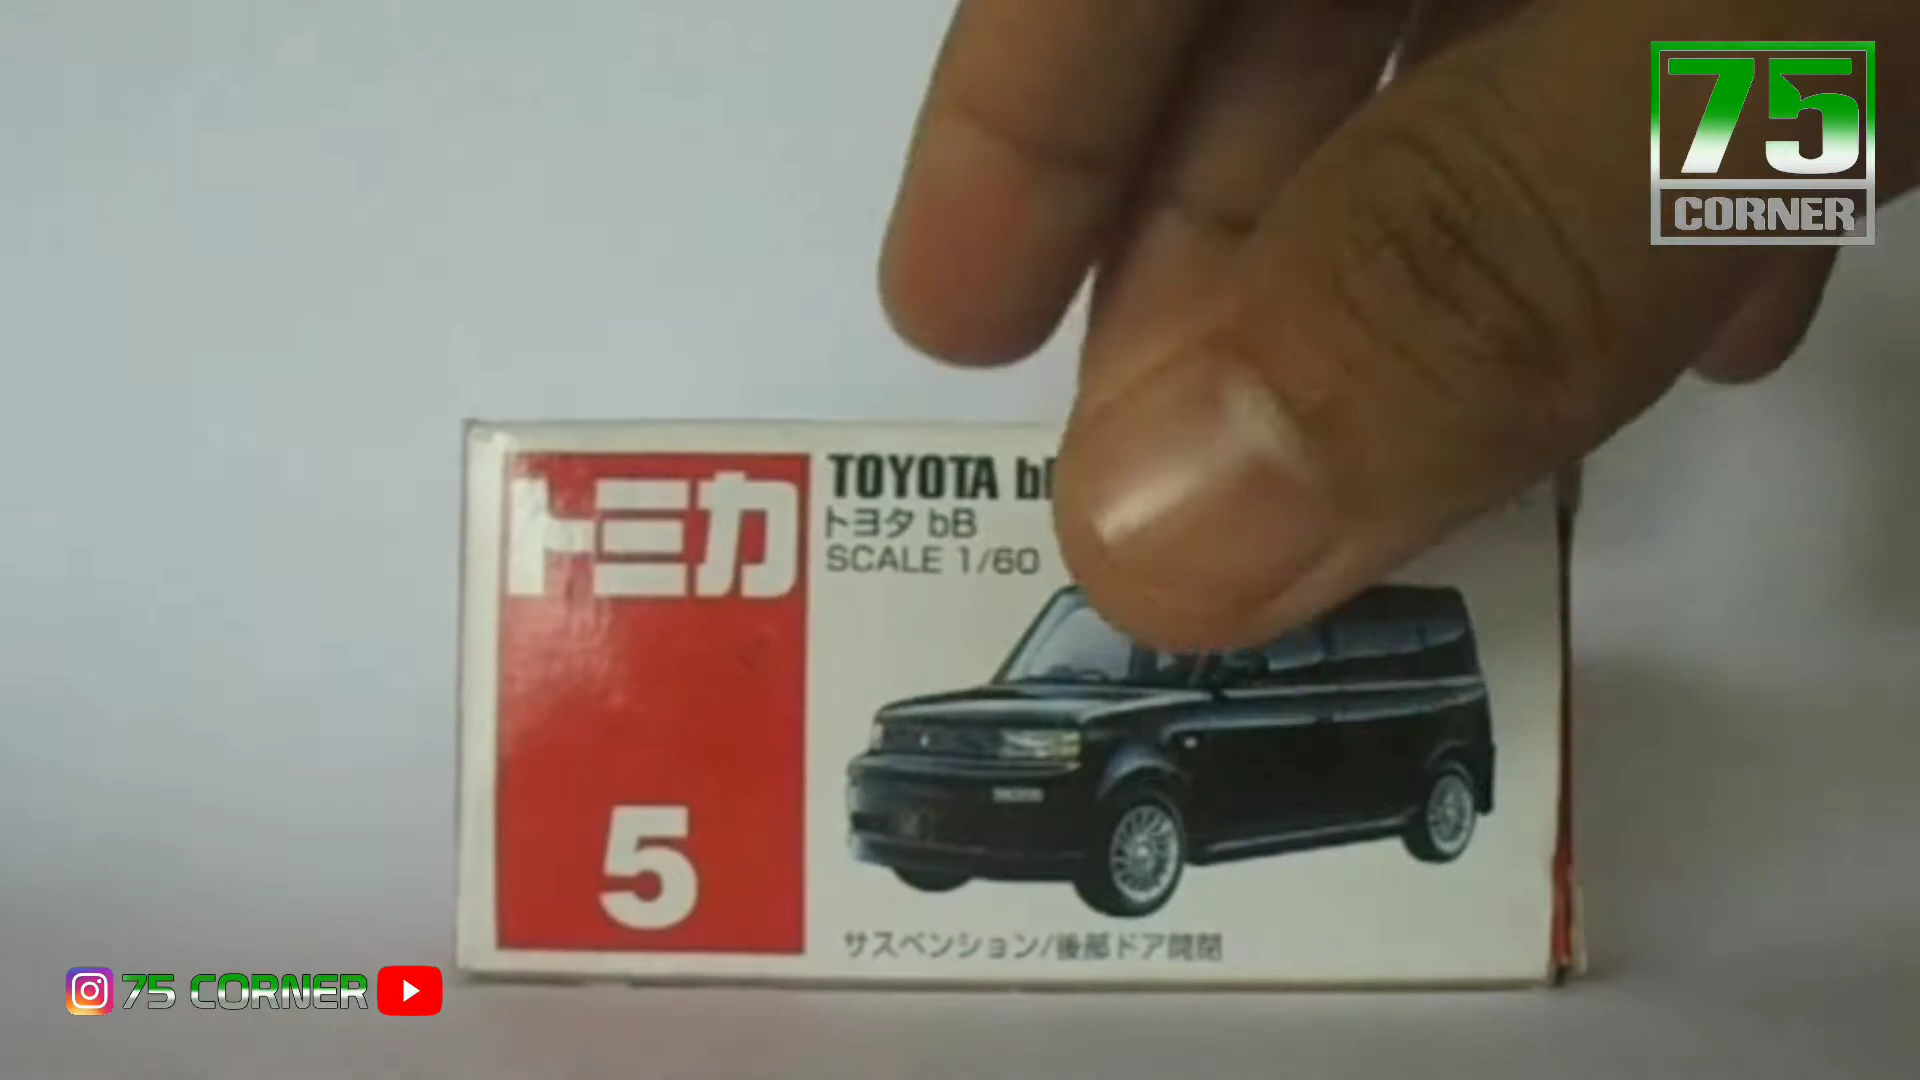 75
CORNER
トミカ
5
TOYOTA
トヨタ bB
SCALE 1/60
サスペンション/後部ドア開閉
75 CORNER